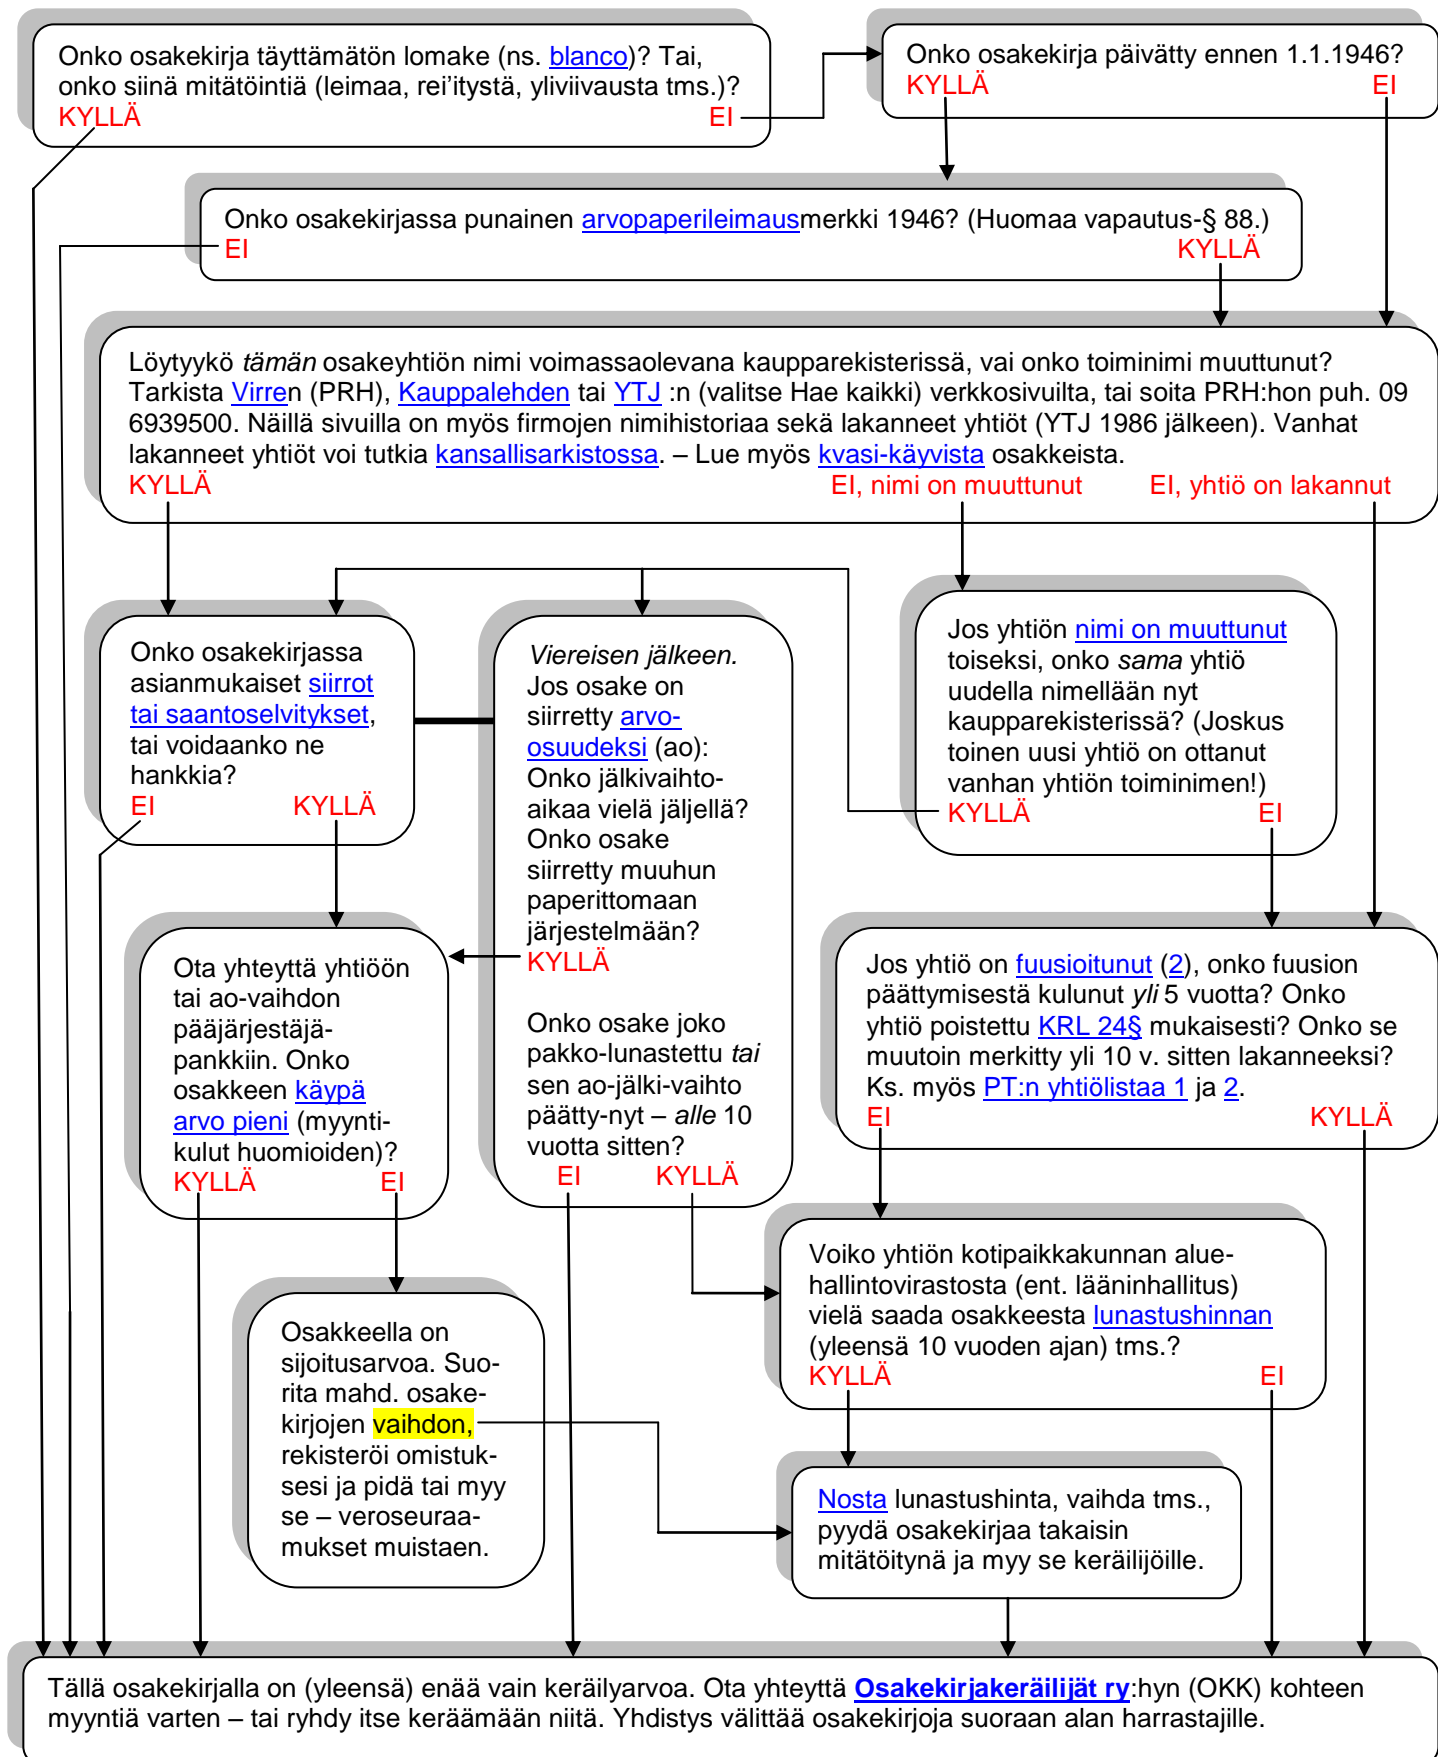 Onko osakekirja täyttämätön lomake (ns. blanco)? Tai,
onko siinä mitätöintiä (leimaa, rei'itystä, yliviivausta tms.)?
KYLLÄ EI
Onko osakekirja päivätty ennen 1.1.1946?
KYLLÄ EI
Onko osakekirjassa punainen arvopaperileimausmerkki 1946? (Huomaa vapautus-§ 88.)
EI KYLLÄ
Löytyykö tämän osakeyhtiön nimi voimassaolevana kaupparekisterissä, vai onko toiminimi muuttunut?
Tarkista Virren (PRH), Kauppalehden tai YTJ :n (valitse Hae kaikki) verkkosivuilta, tai soita PRH:hon puh. 09
6939500. Näillä sivuilla on myös firmojen nimihistoriaa sekä lakanneet yhtiöt (YTJ 1986 jälkeen). Vanhat
lakanneet yhtiöt voi tutkia kansallisarkistossa. – Lue myös kvasi-käyvista osakkeista.
KYLLÄ EI, nimi on muuttunut EI, yhtiö on lakannut
Onko osakekirjassa
asianmukaiset siirrot
tai saantoselvitykset,
tai voidaanko ne
hankkia?
EI KYLLÄ
Viereisen jälkeen.
Jos osake on
siirretty arvo-
osuudeksi (ao):
Onko jälkivaihto-
aikaa vielä jäljellä?
Onko osake
siirretty muuhun
paperittomaan
järjestelmään?
KYLLÄ
Onko osake joko
pakko-lunastettu tai
sen ao-jälki-vaihto
päätty-nyt – alle 10
vuotta sitten?
EI KYLLÄ
Jos yhtiön nimi on muuttunut
toiseksi, onko sama yhtiö
uudella nimellään nyt
kaupparekisterissä? (Joskus
toinen uusi yhtiö on ottanut
vanhan yhtiön toiminimen!)
KYLLÄ EI
Ota yhteyttä yhtiöön
tai ao-vaihdon
pääjärjestäjä-
pankkiin. Onko
osakkeen käypä
arvo pieni (myynti-
kulut huomioiden)?
KYLLÄ EI
Jos yhtiö on fuusioitunut (2), onko fuusion
päättymisestä kulunut yli 5 vuotta? Onko
yhtiö poistettu KRL 24§ mukaisesti? Onko se
muutoin merkitty yli 10 v. sitten lakanneeksi?
Ks. myös PT:n yhtiölistaa 1 ja 2.
EI KYLLÄ
Voiko yhtiön kotipaikkakunnan alue-
hallintovirastosta (ent. lääninhallitus)
vielä saada osakkeesta lunastushinnan
(yleensä 10 vuoden ajan) tms.?
KYLLÄ EI
Osakkeella on
sijoitusarvoa. Suo-
rita mahd. osake-
kirjojen vaihdon,
rekisteröi omistuk-
sesi ja pidä tai myy
se – veroseuraa-
mukset muistaen.
Nosta lunastushinta, vaihda tms.,
pyydä osakekirjaa takaisin
mitätöitynä ja myy se keräilijöille.
Tällä osakekirjalla on (yleensä) enää vain keräilyarvoa. Ota yhteyttä Osakekirjakeräilijät ry:hyn (OKK) kohteen
myyntiä varten – tai ryhdy itse keräämään niitä. Yhdistys välittää osakekirjoja suoraan alan harrastajille.